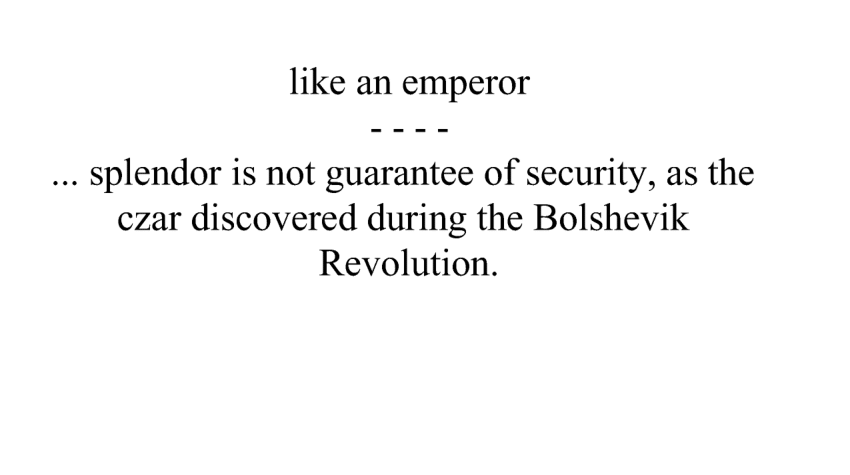 like an emperor
- - - -
... splendor is not guarantee of security, as the
czar discovered during the Bolshevik
Revolution.